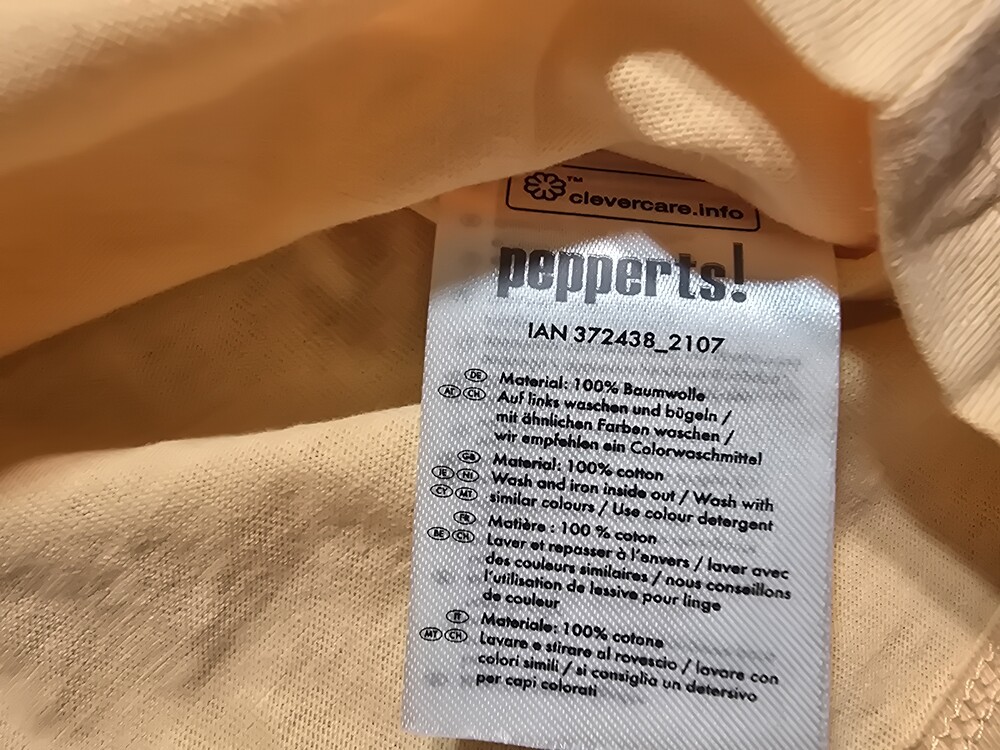 ™ clevercare.info
pepperts!
IAN 372438_2107
DE Material: 100% Baumwolle
AT CH Auf links waschen und bügeln /
mit ähnlichen Farben waschen /
wir empfehlen ein Colorwaschmittel
GB Material: 100% cotton
IE NI Wash and iron inside out / Wash with
CY MT similar colours / Use colour detergent
FR Matière : 100 % coton
BE CH Laver et repasser à l'envers / laver avec
des couleurs similaires / nous conseillons
l'utilisation de lessive pour linge
de couleur
IT Materiale: 100% cotone
MT CH Lavare e stirare al rovescio / lavare con
colori simili / si consiglia un detersivo
per capi colorati